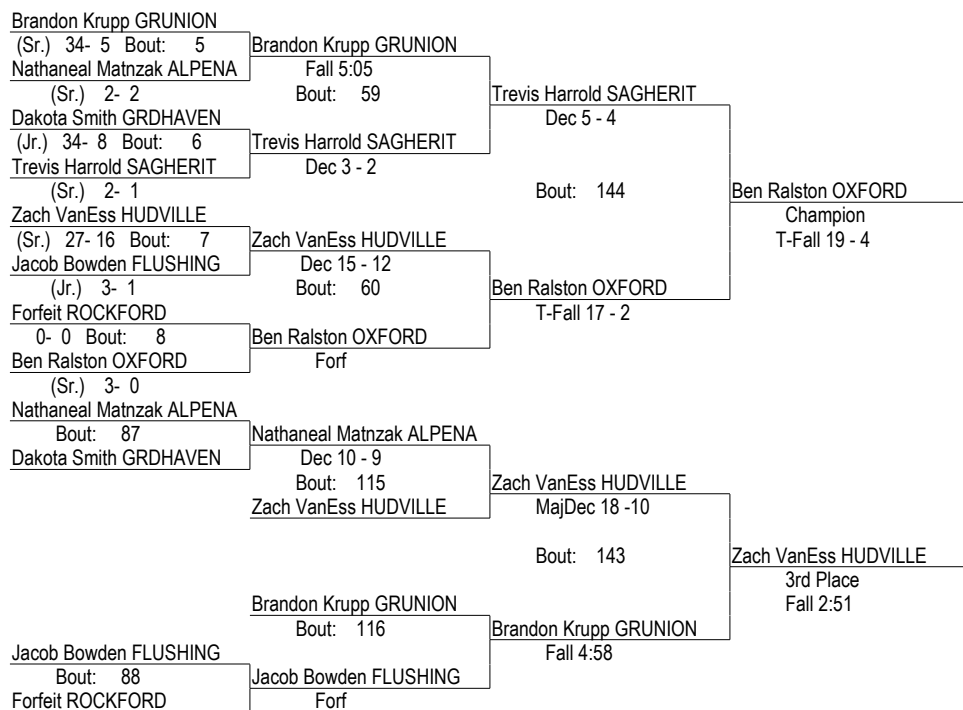 Brandon Krupp GRUNION
(Sr.) 34- 5 Bout: 5
Brandon Krupp GRUNION
Nathaneal Matnzak ALPENA
Fall 5:05
(Sr.) 2- 2
Bout: 59
Trevis Harrold SAGHERIT
Dakota Smith GRDHAVEN
Dec 5 - 4
(Jr.) 34- 8 Bout: 6
Trevis Harrold SAGHERIT
Trevis Harrold SAGHERIT
Dec 3 - 2
(Sr.) 2- 1
Bout: 144
Ben Ralston OXFORD
Zach VanEss HUDVILLE
Champion
(Sr.) 27- 16 Bout: 7
Zach VanEss HUDVILLE
T-Fall 19 - 4
Jacob Bowden FLUSHING
Dec 15 - 12
(Jr.) 3- 1
Bout: 60
Ben Ralston OXFORD
Forfeit ROCKFORD
T-Fall 17 - 2
0- 0 Bout: 8
Ben Ralston OXFORD
Ben Ralston OXFORD
Forf
(Sr.) 3- 0
Nathaneal Matnzak ALPENA
Bout: 87
Nathaneal Matnzak ALPENA
Dakota Smith GRDHAVEN
Dec 10 - 9
Bout: 115
Zach VanEss HUDVILLE
Zach VanEss HUDVILLE
MajDec 18 -10
Bout: 143
Zach VanEss HUDVILLE
3rd Place
Brandon Krupp GRUNION
Fall 2:51
Bout: 116
Brandon Krupp GRUNION
Jacob Bowden FLUSHING
Fall 4:58
Bout: 88
Jacob Bowden FLUSHING
Forfeit ROCKFORD
Forf